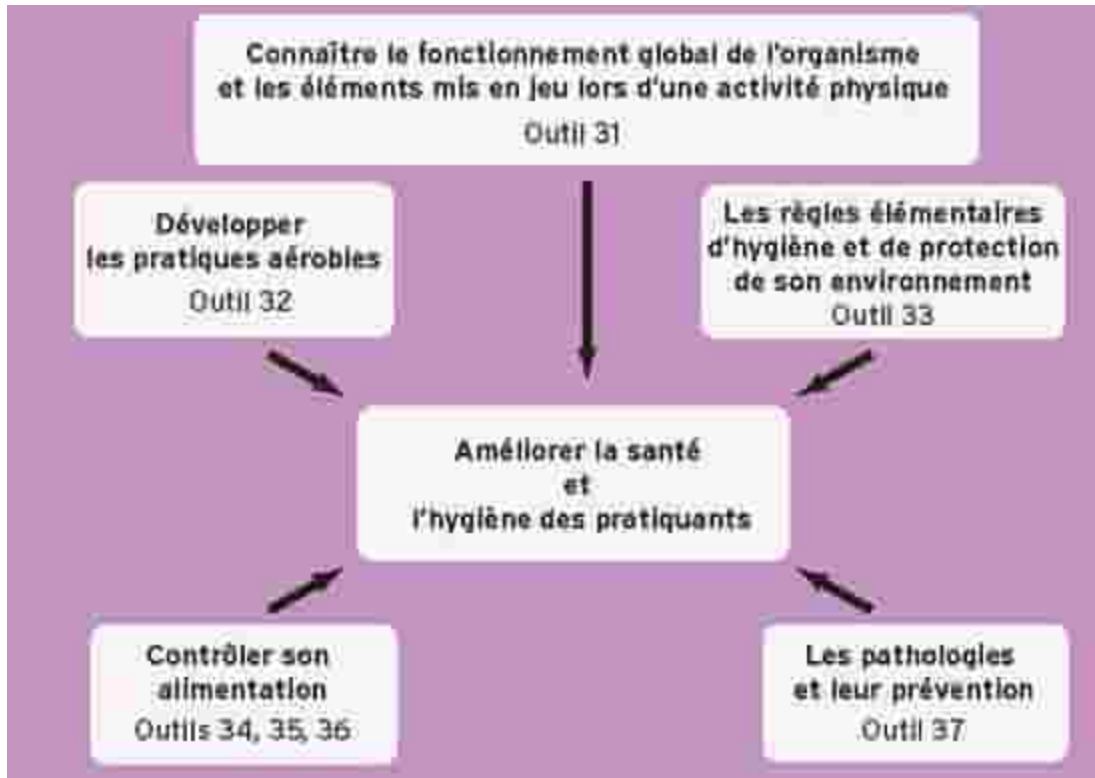 Connaître le fonctionnement global de l'organisme
et les éléments mis en jeu lors d'une activité physique
Outil 31
Développer
les pratiques aérobies
Outil 32
Les règles élémentaires
d'hygiène et de protection
de son environnement
Outil 33
Améliorer la santé
et
l'hygiène des pratiquants
Contrôler son
alimentation
Outils 34, 35, 36
Les pathologies
et leur prévention
Outil 37